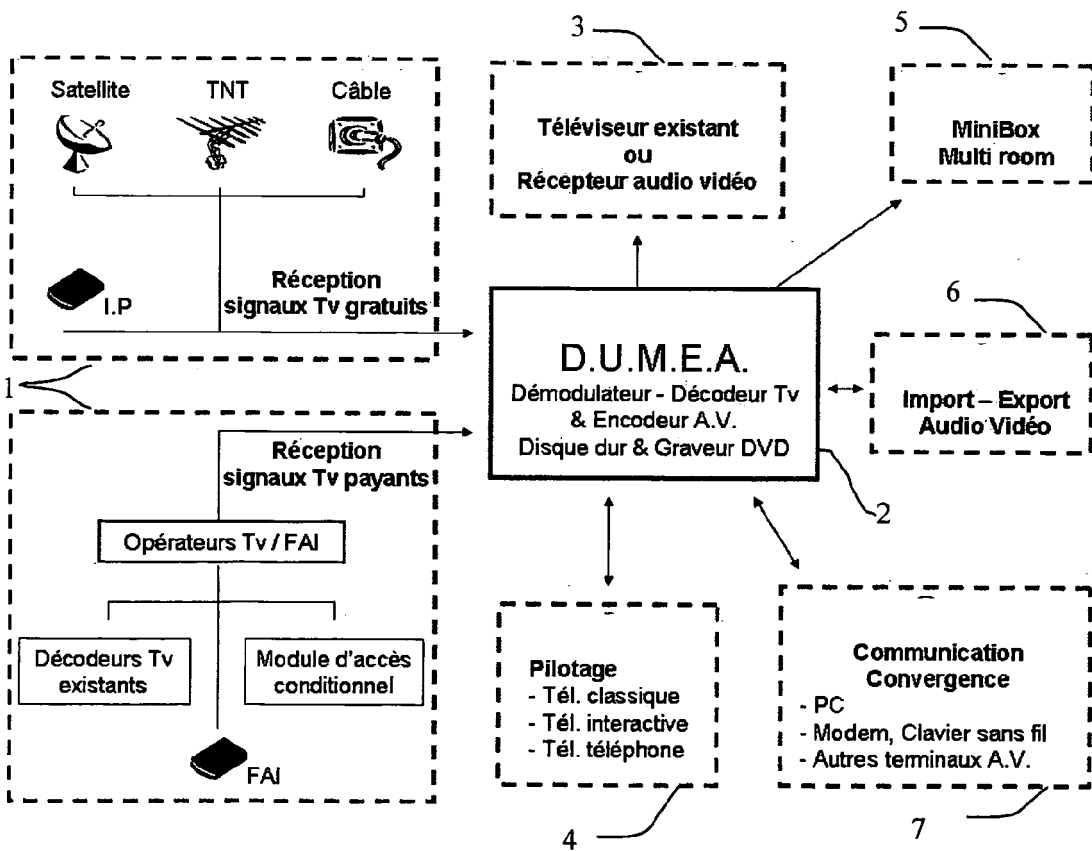 3
5
Satellite TNT Câble
Téléviseur existant
ou
Récepteur audio vidéo
MiniBox
Multi room
I.P
Réception
signaux Tv gratuits
6
1
D.U.M.E.A.
Démodulateur - Décodeur Tv
& Encodeur A.V.
Disque dur & Graveur DVD
Import – Export
Audio Vidéo
2
Réception
signaux Tv payants
Opérateurs Tv / FAI
Décodeurs Tv
existants
Module d'accès
conditionnel
FAI
Pilotage
- Tél. classique
- Tél. interactive
- Tél. téléphone
Communication
Convergence
- PC
- Modem, Clavier sans fil
- Autres terminaux A.V.
4
7